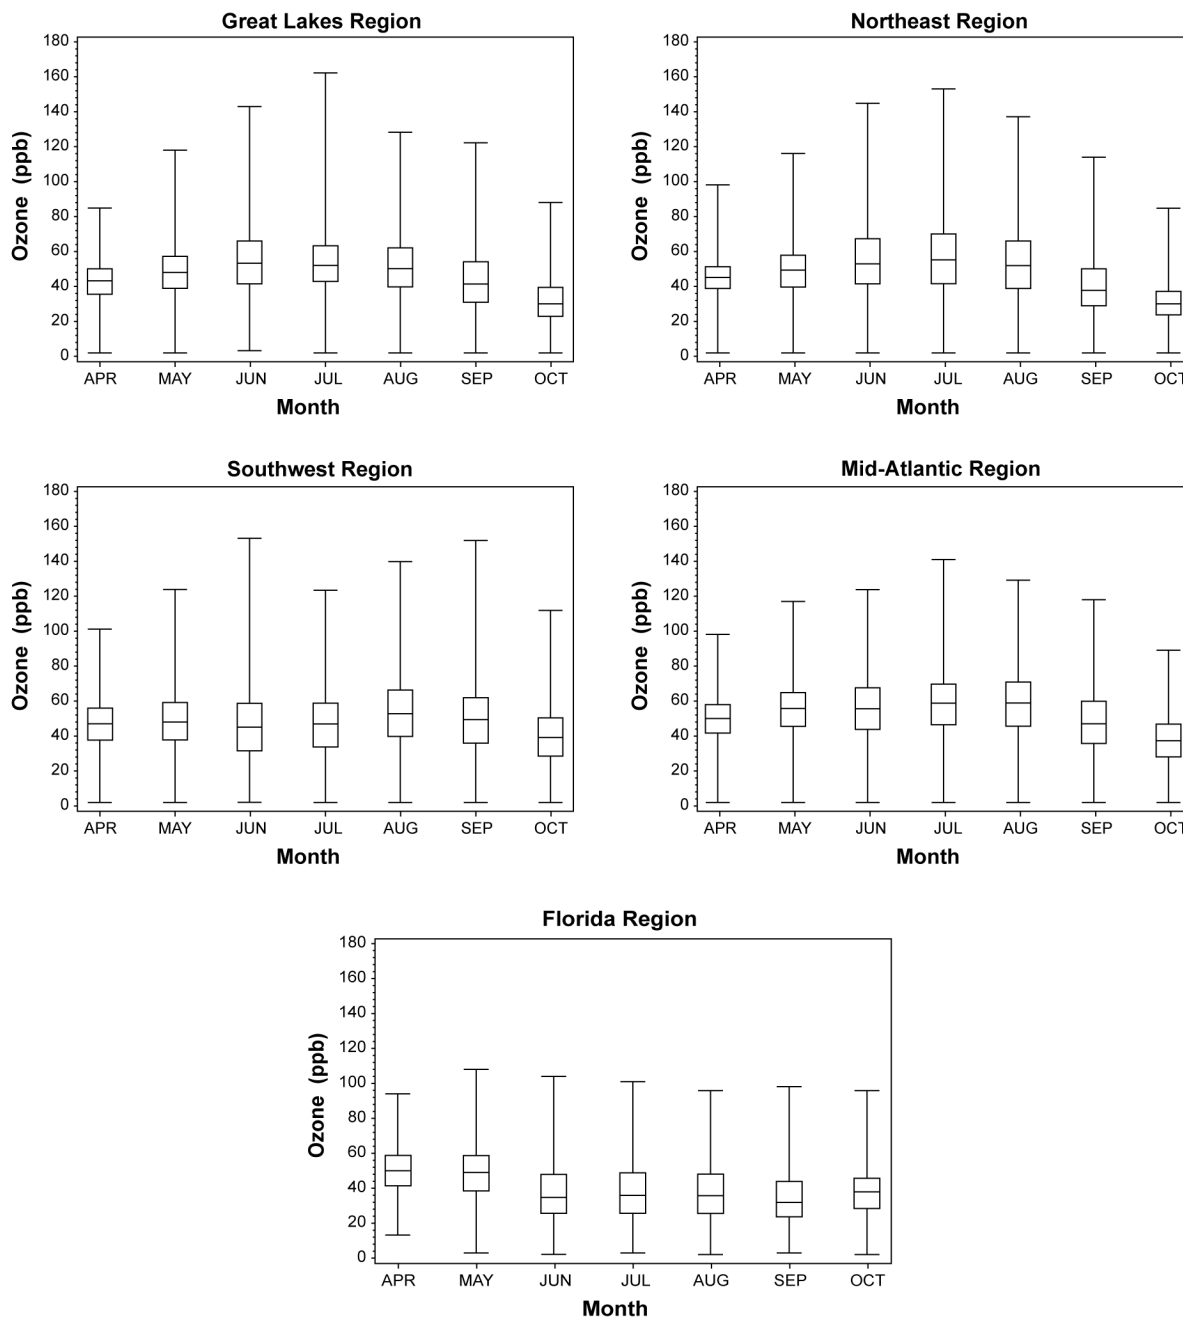 Great Lakes Region
180
160
140
120
100
80
60
40
20
0
Ozone (ppb)
APR MAY JUN JUL AUG SEP OCT
Month
Northeast Region
180
160
140
120
100
80
60
40
20
0
Ozone (ppb)
APR MAY JUN JUL AUG SEP OCT
Month
Southwest Region
180
160
140
120
100
80
60
40
20
0
Ozone (ppb)
APR MAY JUN JUL AUG SEP OCT
Month
Mid-Atlantic Region
180
160
140
120
100
80
60
40
20
0
Ozone (ppb)
APR MAY JUN JUL AUG SEP OCT
Month
Florida Region
180
160
140
120
100
80
60
40
20
0
Ozone (ppb)
APR MAY JUN JUL AUG SEP OCT
Month